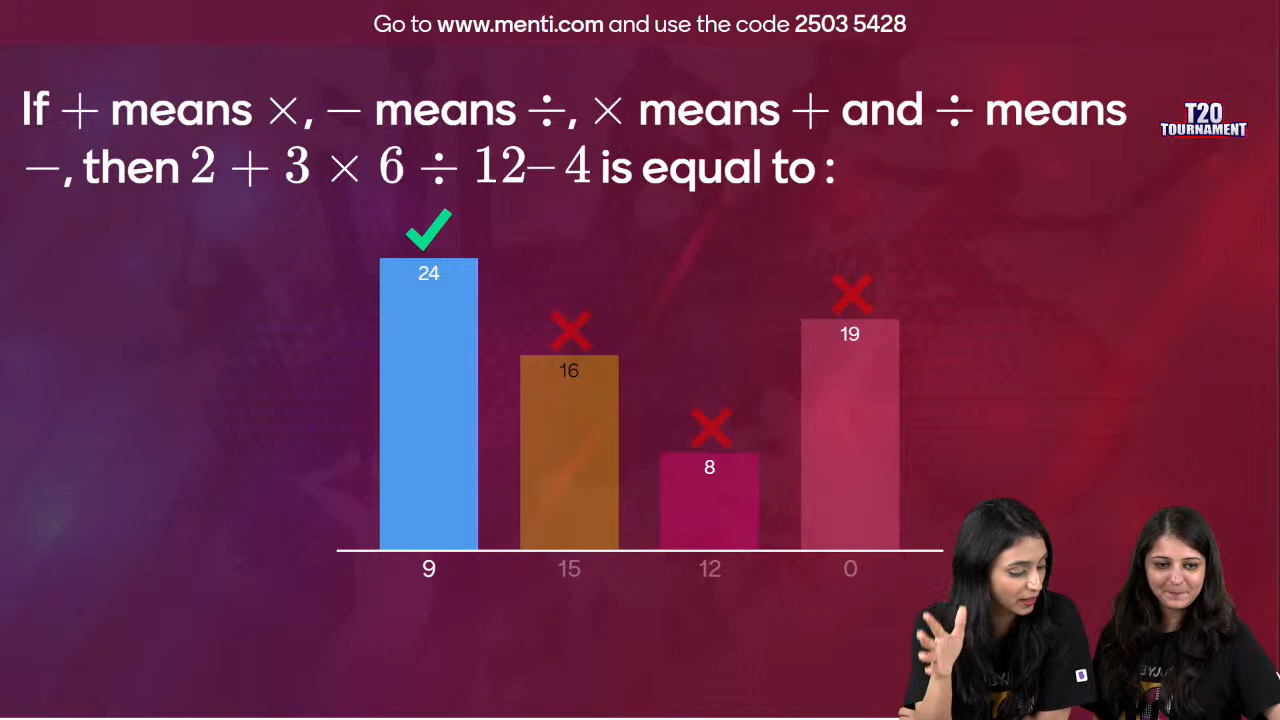 Go to www.menti.com and use the code 2503 5428
If + means ×, − means ÷, × means + and ÷ means
−, then 2 + 3 × 6 ÷ 12– 4 is equal to :
T20
TOURNAMENT
24
16
8
19
9
15
12
0